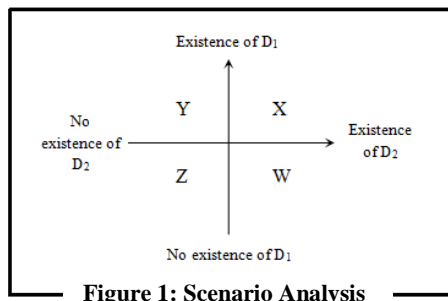 Existence of D₁
Y X
No
existence of
D₂
Existence
of D₂
Z W
No existence of D₁
Figure 1: Scenario Analysis